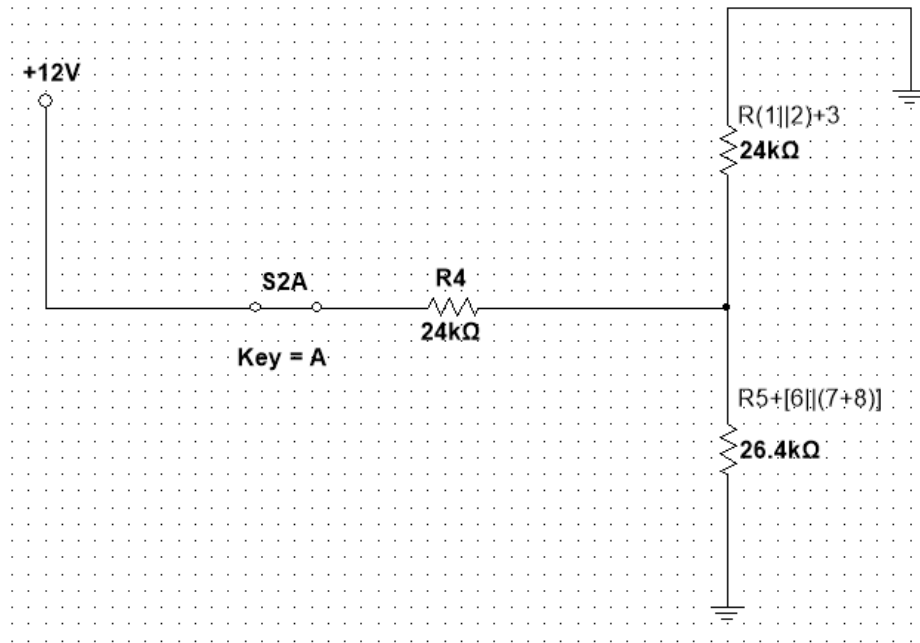 +12V
R(1||2)+3
24kΩ
S2A
R4
24kΩ
Key = A
R5+[6||(7+8)]
26.4kΩ